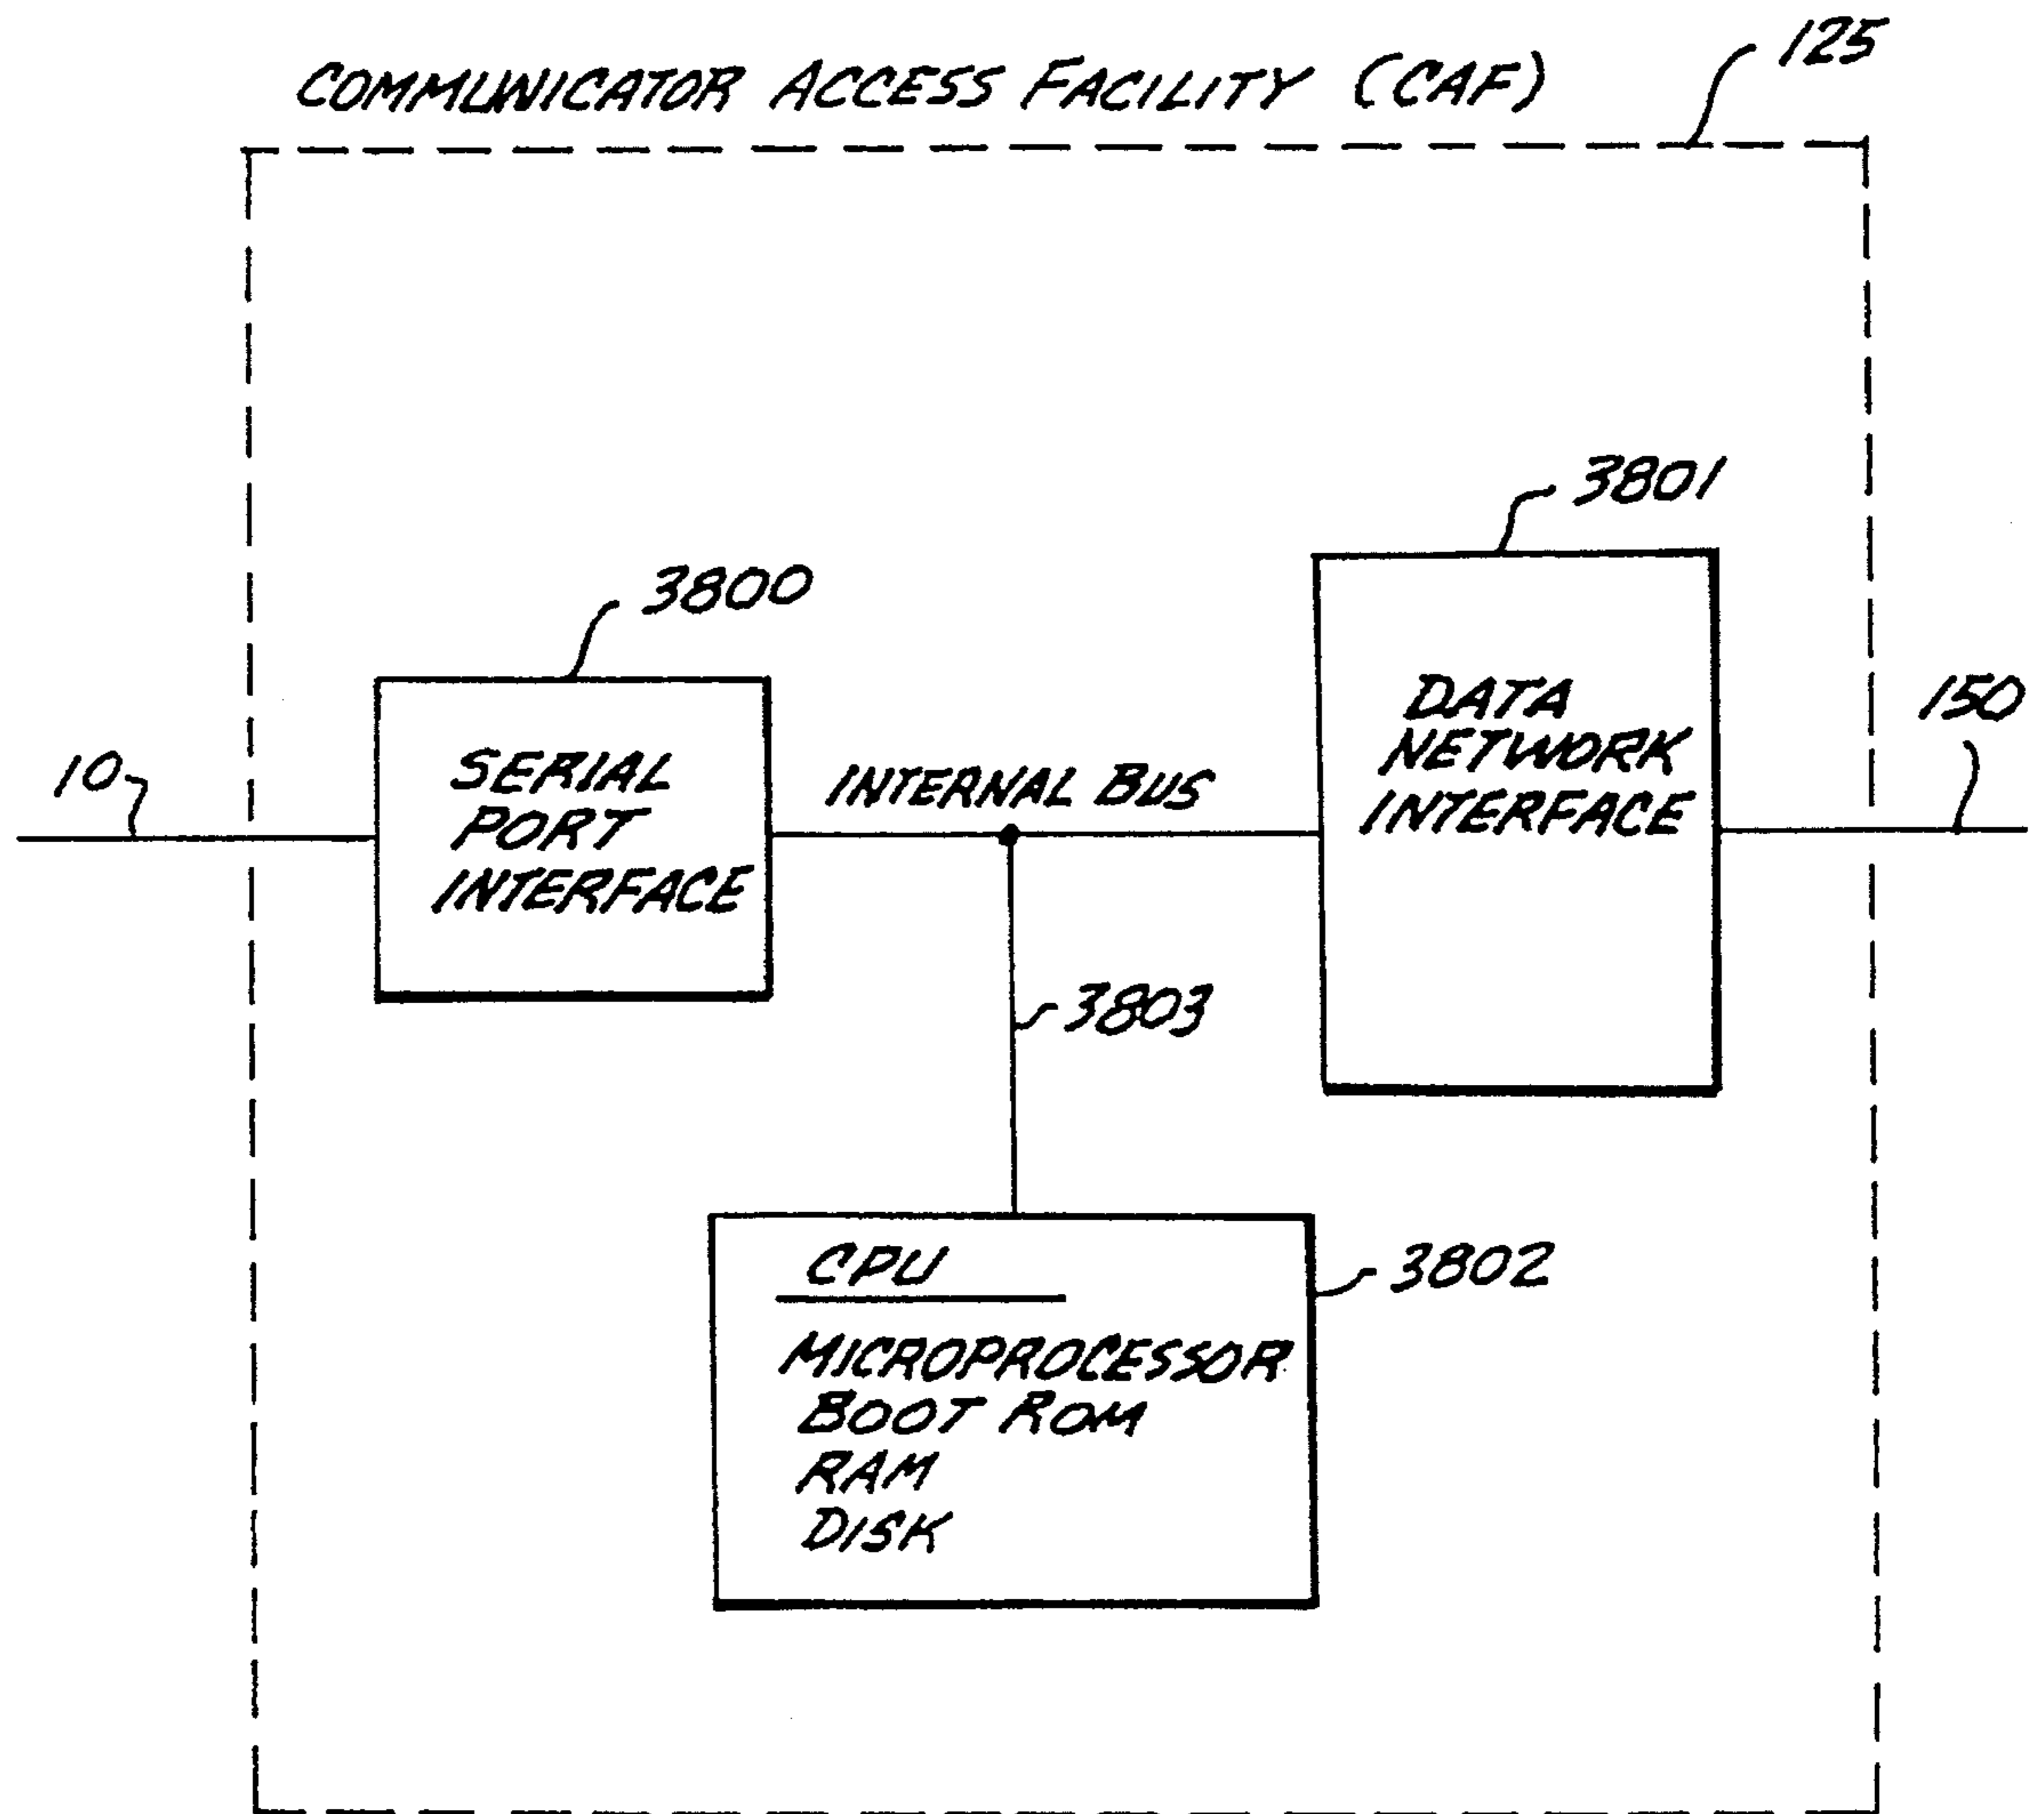 125
COMMUNICATOR ACCESS FACILITY (CAF)
3801
3800
150
10
SERIAL
PORT
INTERFACE
INTERNAL BUS
DATA
NETWORK
INTERFACE
3803
3802
CPU
MICROPROCESSOR
BOOT ROM
RAM
DISK